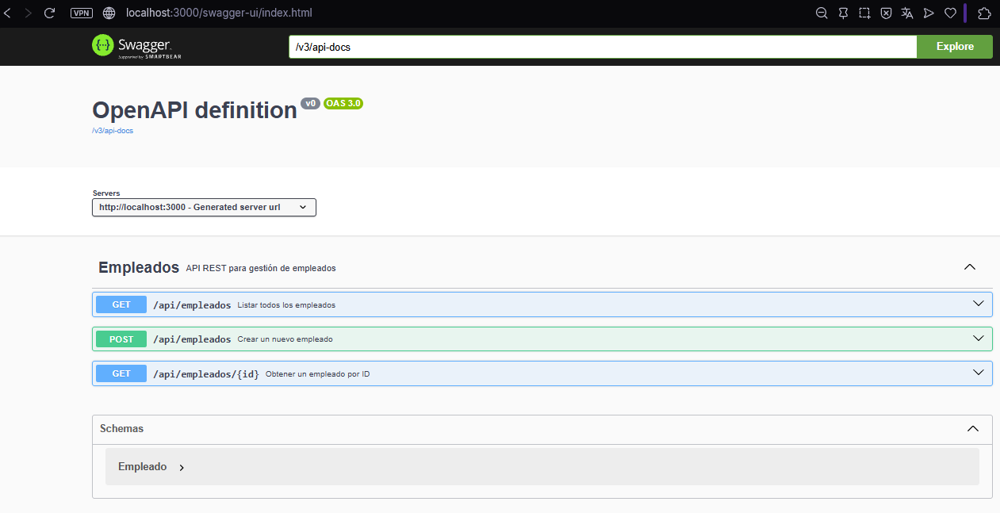 VPN localhost:3000/swagger-ui/index.html
Swagger.
Supported by SMARTBEAR
/v3/api-docs
Explore
OpenAPI definition v0 OAS 3.0
/v3/api-docs
Servers
http://localhost:3000 - Generated server url
Empleados API REST para gestión de empleados
GET /api/empleados Listar todos los empleados
POST /api/empleados Crear un nuevo empleado
GET /api/empleados/{id} Obtener un empleado por ID
Schemas
Empleado